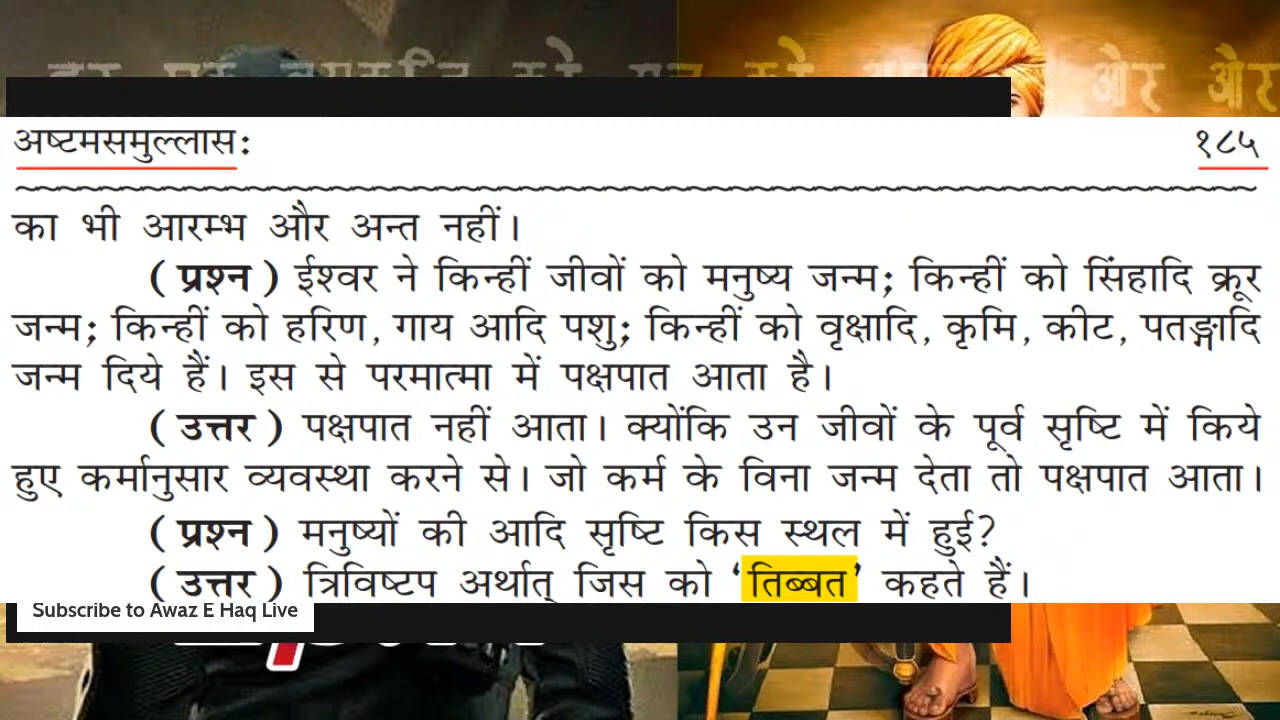 अष्टमसमुल्लासः १८५
का भी आरम्भ और अन्त नहीं।
( प्रश्न ) ईश्वर ने किन्हीं जीवों को मनुष्य जन्म; किन्हीं को सिंहादि क्रूर
जन्म; किन्हीं को हरिण, गाय आदि पशु; किन्हीं को वृक्षादि, कृमि, कीट, पतङ्गादि
जन्म दिये हैं। इस से परमात्मा में पक्षपात आता है।
( उत्तर ) पक्षपात नहीं आता। क्योंकि उन जीवों के पूर्व सृष्टि में किये
हुए कर्मानुसार व्यवस्था करने से। जो कर्म के विना जन्म देता तो पक्षपात आता।
( प्रश्न ) मनुष्यों की आदि सृष्टि किस स्थल में हुई?
( उत्तर ) त्रिविष्टप अर्थात् जिस को ‘तिब्बत’ कहते हैं।
Subscribe to Awaz E Haq Live